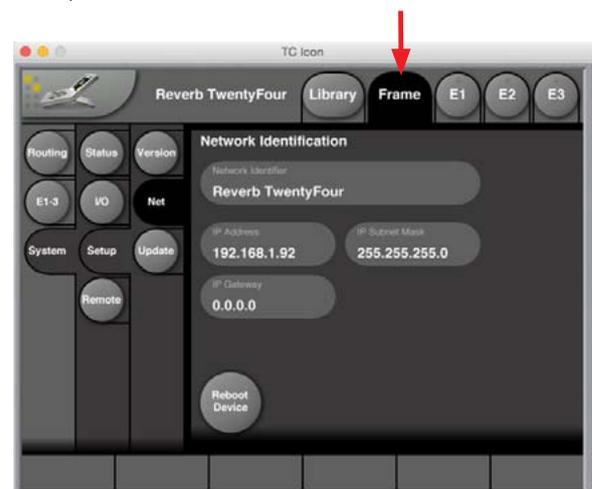 TC Icon
Reverb TwentyFour
Library
Frame
E1
E2
E3
Routing
Status
Version
Network Identification
Network Identifier
Reverb TwentyFour
E1-3
I/O
Net
IP Address
IP Subnet Mask
System
Setup
Update
192.168.1.92
255.255.255.0
IP Gateway
Remote
0.0.0.0
Reboot
Device